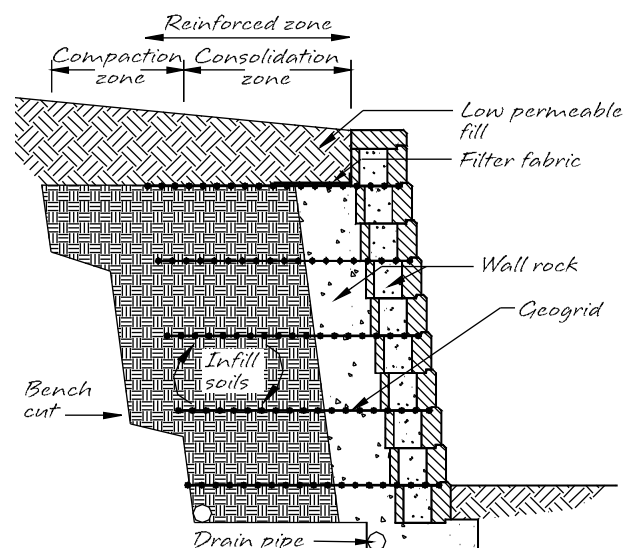 Reinforced zone
Compaction zone
Consolidation zone
Low permeable
fill
Filter fabric
Wall rock
Geogrid
Infill
soils
Bench
cut
Drain pipe